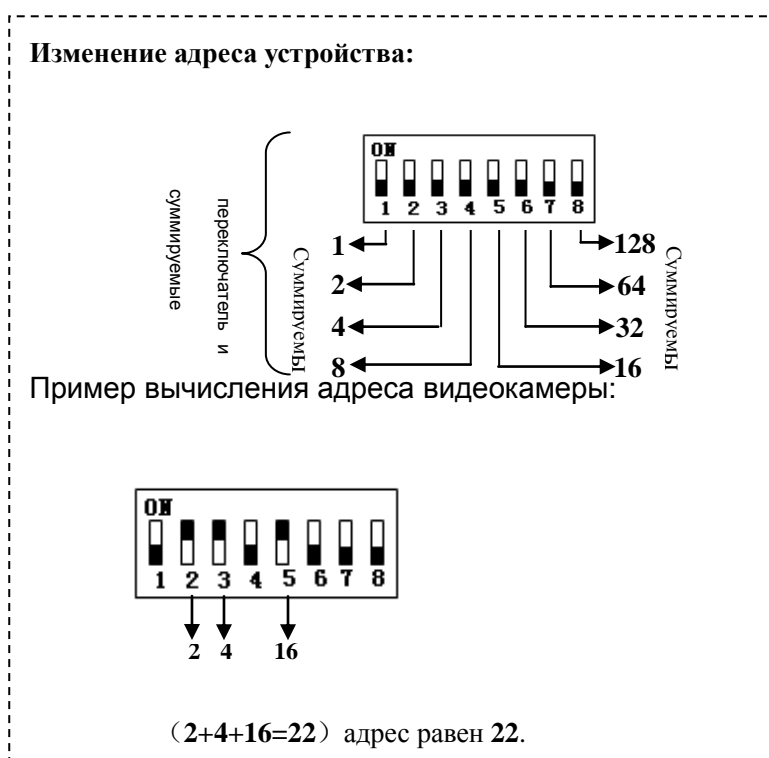 Изменение адреса устройства:
суммируемые
переключатель и
Суммируемы
ON
1 2 3 4 5 6 7 8
1
2
4
8
128
64
32
16
Суммируемы
Пример вычисления адреса видеокамеры:
ON
1 2 3 4 5 6 7 8
2 4 16
（2+4+16=22）адрес равен 22.